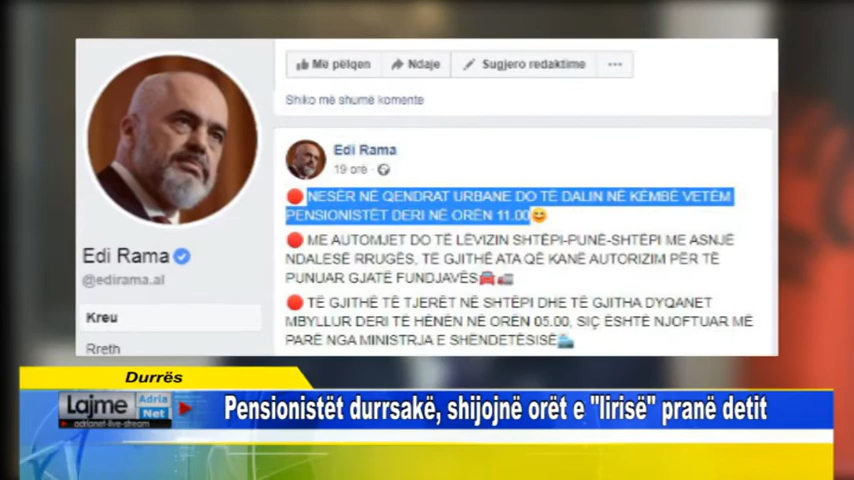 Më pëlqen
Ndaje
Sugjero redaktime
...
Shiko më shumë komente
Edi Rama
19 orë
NESËR NË QENDRAT URBANE DO TË DALIN NË KËMBË VETËM
PENSIONISTËT DERI NË ORËN 11.00
ME AUTOMJET DO TË LËVIZIN SHTËPI-PUNË-SHTËPI ME ASNJË
NDALESË RRUGËS, TË GJITHË ATA QË KANË AUTORIZIM PËR TË
PUNUAR GJATË FUNDJAVËS
TË GJITHË TË TJERËT NË SHTËPI DHE TË GJITHA DYQANET
MBYLLUR DERI TË HËNËN NË ORËN 05.00, SIÇ ËSHTË NJOFTUAR MË
PARË NGA MINISTRJA E SHËNDETËSISË
Edi Rama
@edirama.al
Kreu
Rreth
Durrës
Lajme
Adria
Net
adrianet-live-stream
Pensionistët durrsakë, shijojnë orët e "lirisë" pranë detit